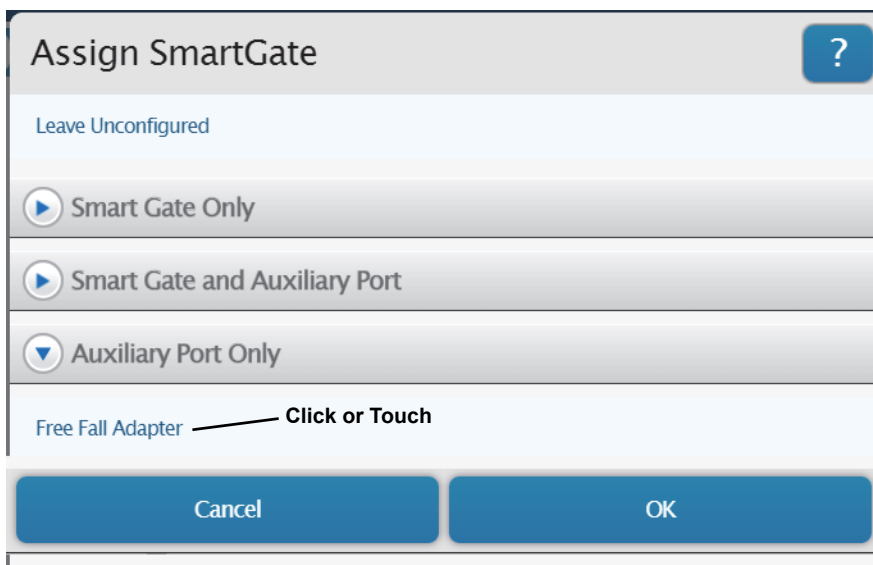 Assign SmartGate
?
Leave Unconfigured
Smart Gate Only
Smart Gate and Auxiliary Port
Auxiliary Port Only
Free Fall Adapter
Click or Touch
Cancel
OK